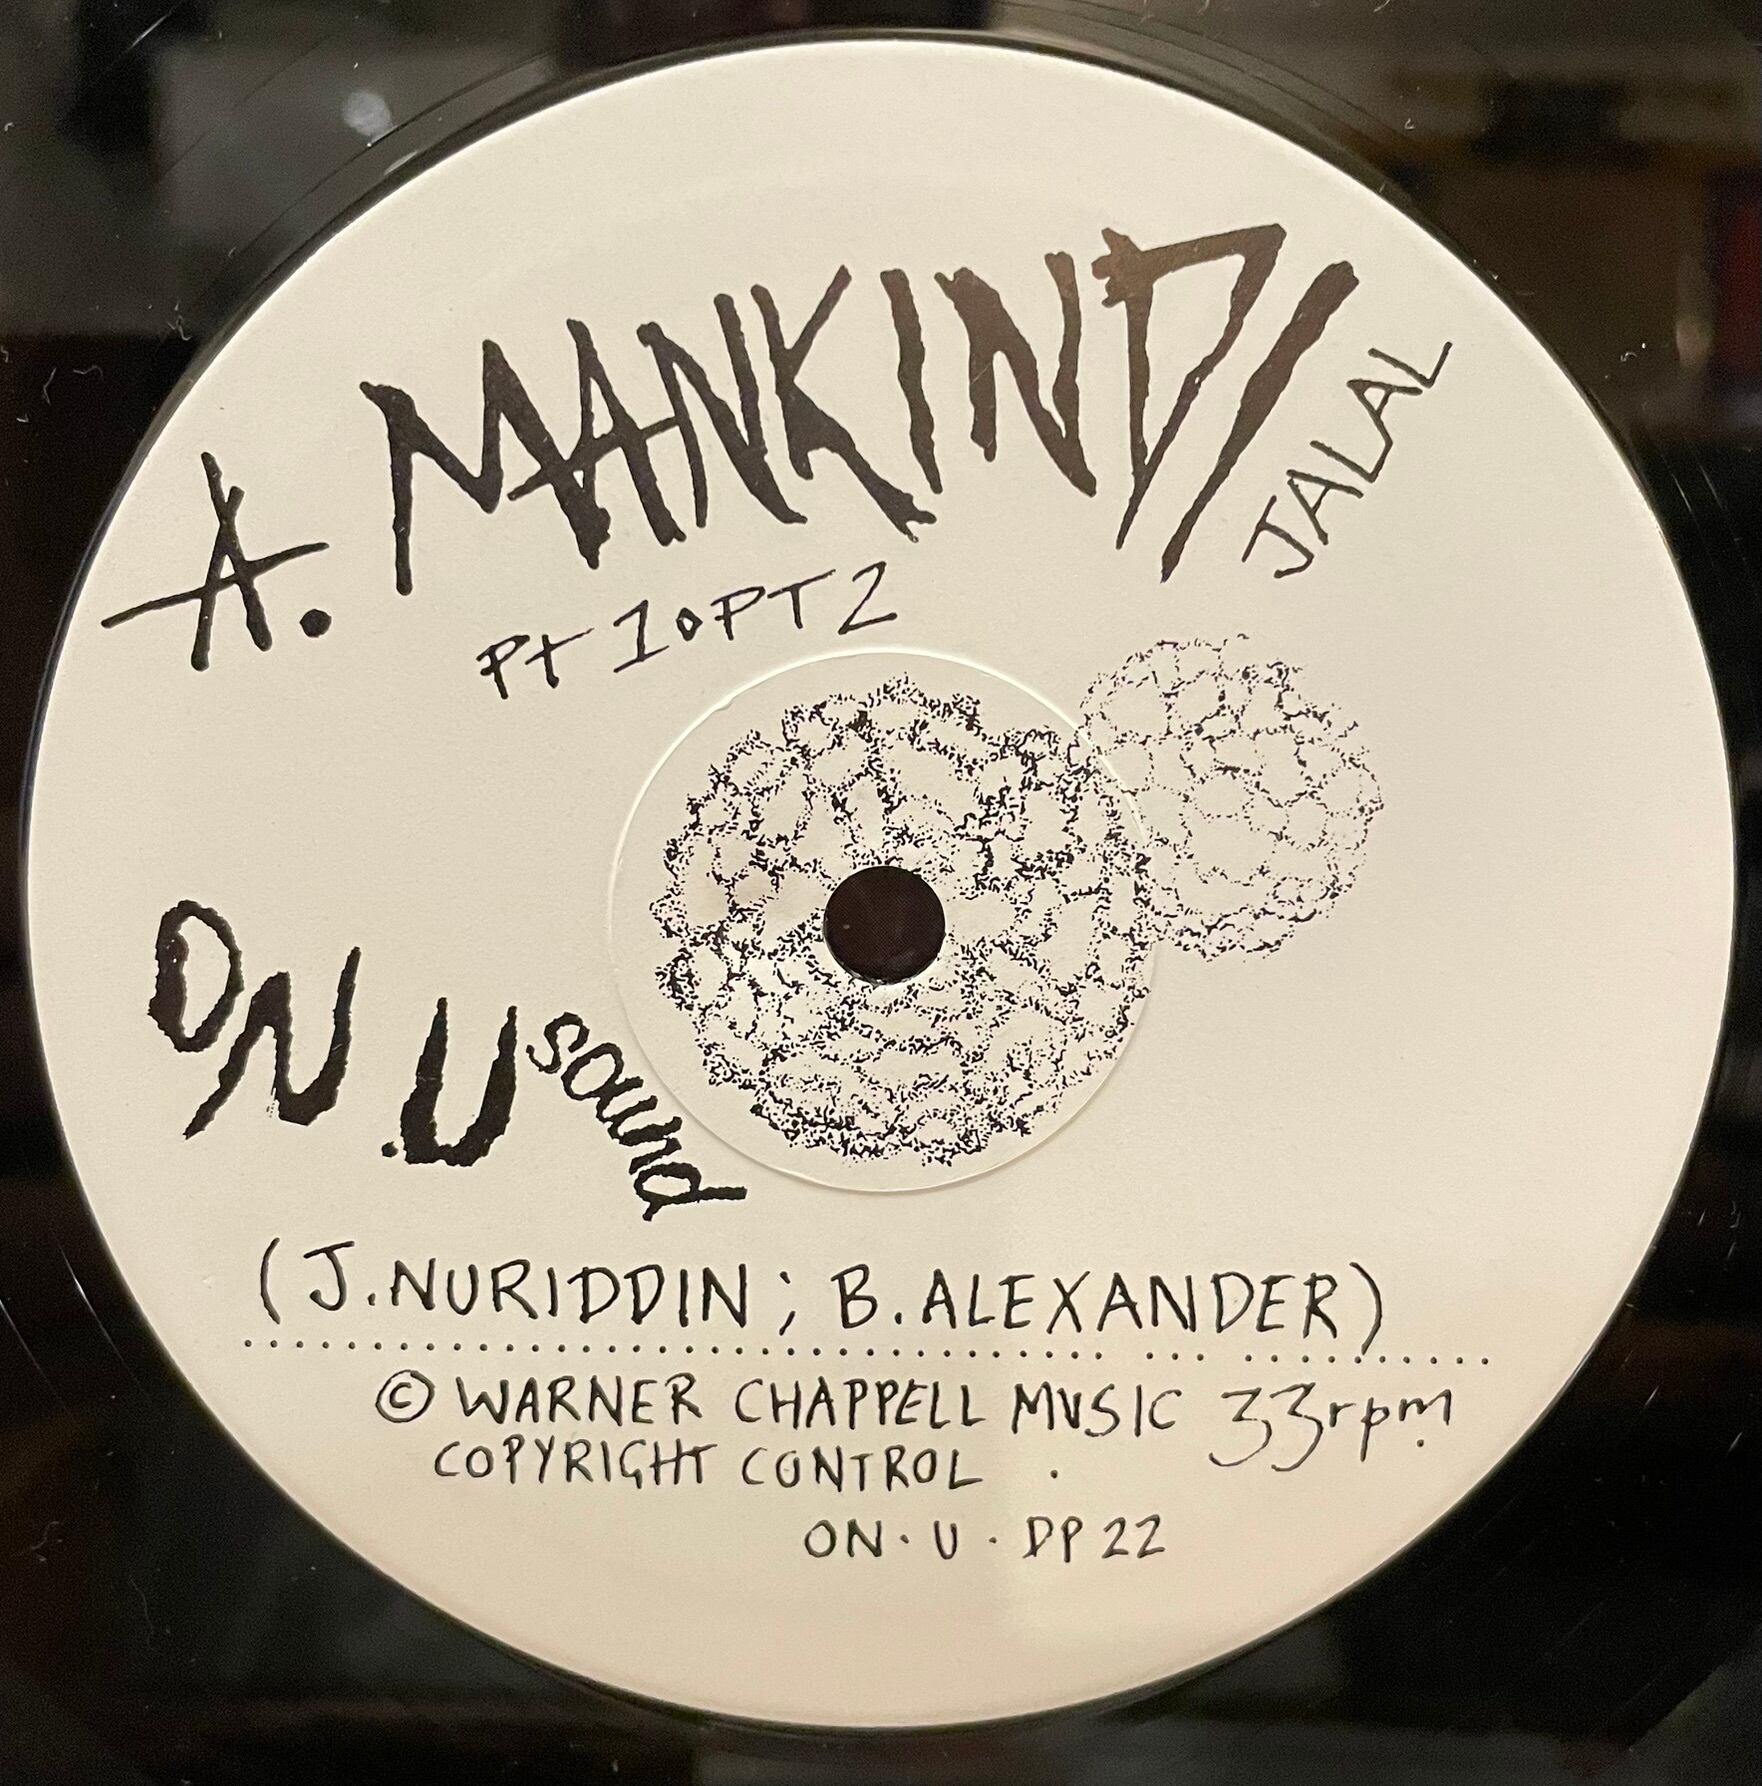 A. MANKIND/
JALAL
Pt 1 o PT 2
ON U
sound
(J.NURIDDIN; B.ALEXANDER)
© WARNER CHAPPELL MUSIC 33rpm
COPYRIGHT CONTROL .
ON·U·DP 22